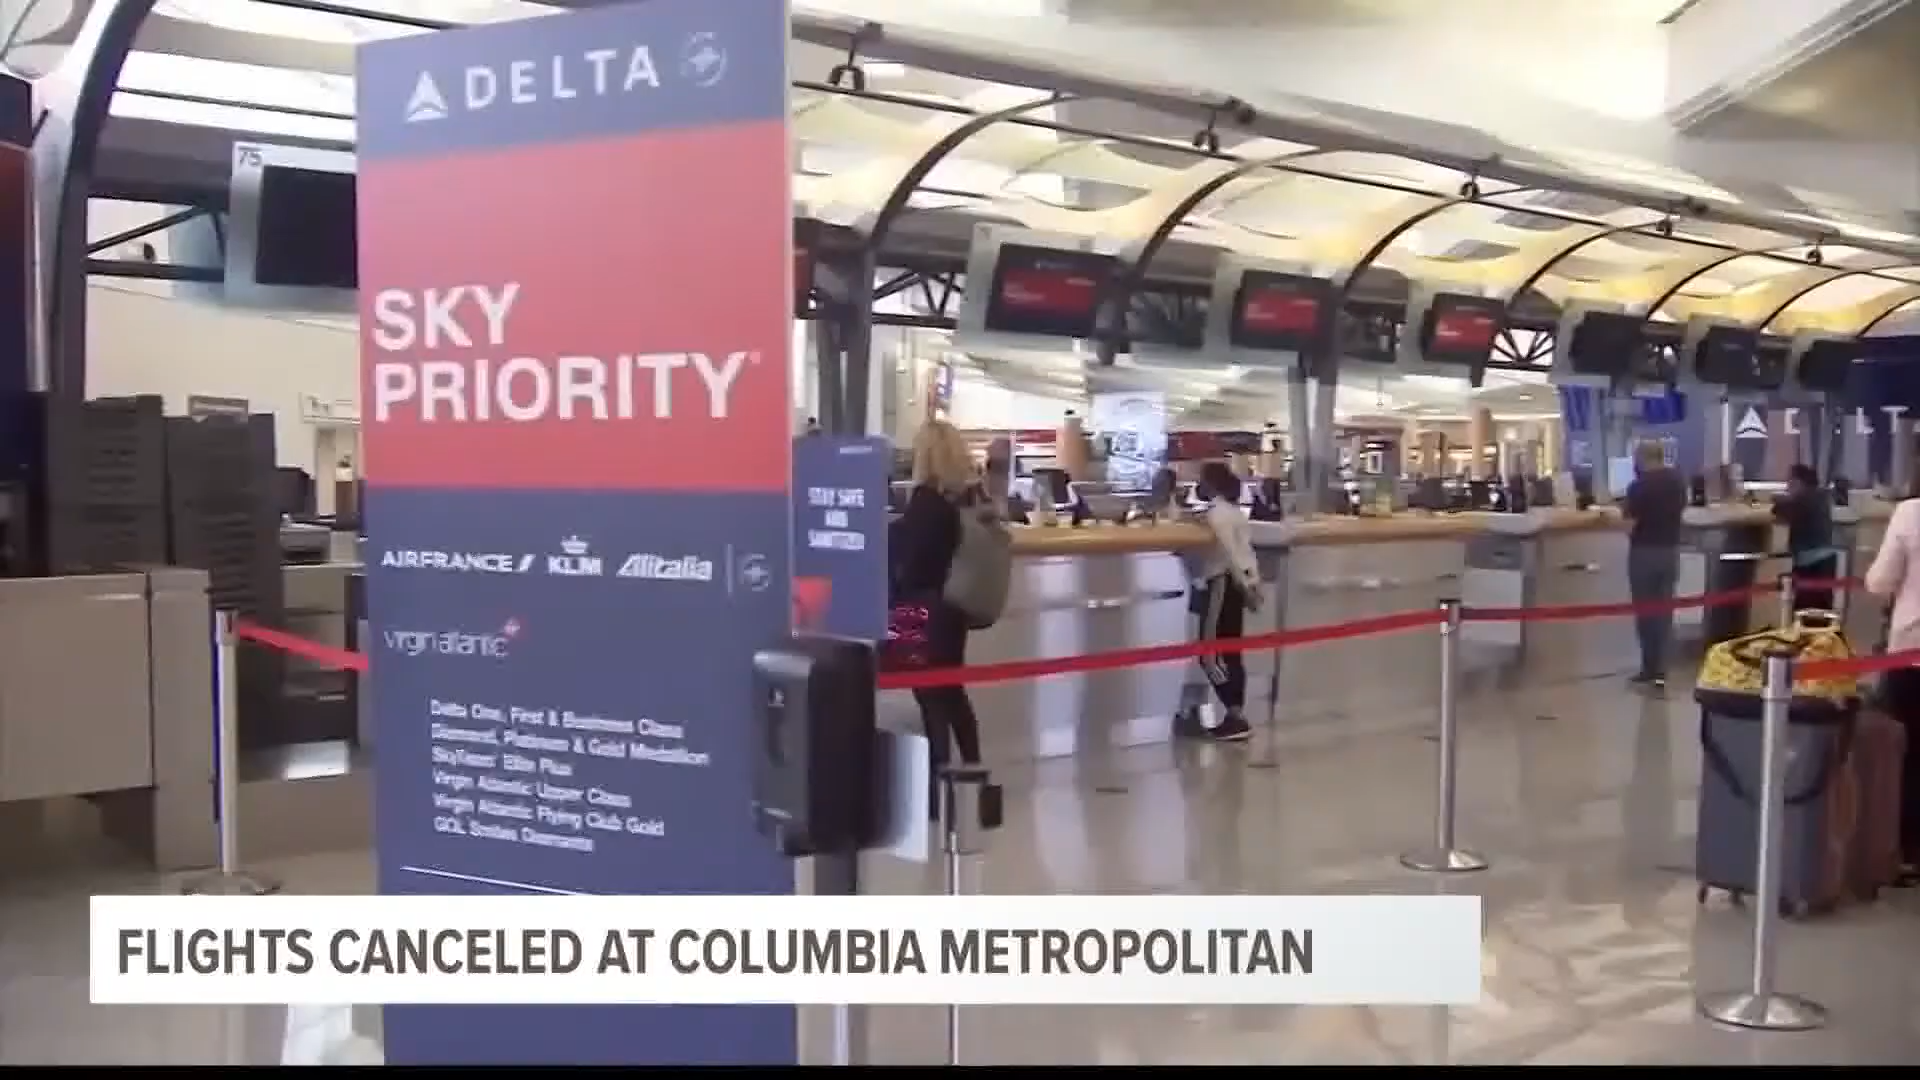 DELTA
75
SKY
PRIORITY
AIRFRANCE KLM Alitalia
virgin atlantic
STAY SAFE
AND
SANITIZED
Delta One, First & Business Class
Diamond, Platinum & Gold Medallion
SkyTeam Elite Plus
Virgin Atlantic Upper Class
Virgin Atlantic Flying Club Gold
GOL Smiles Diamante
FLIGHTS CANCELED AT COLUMBIA METROPOLITAN